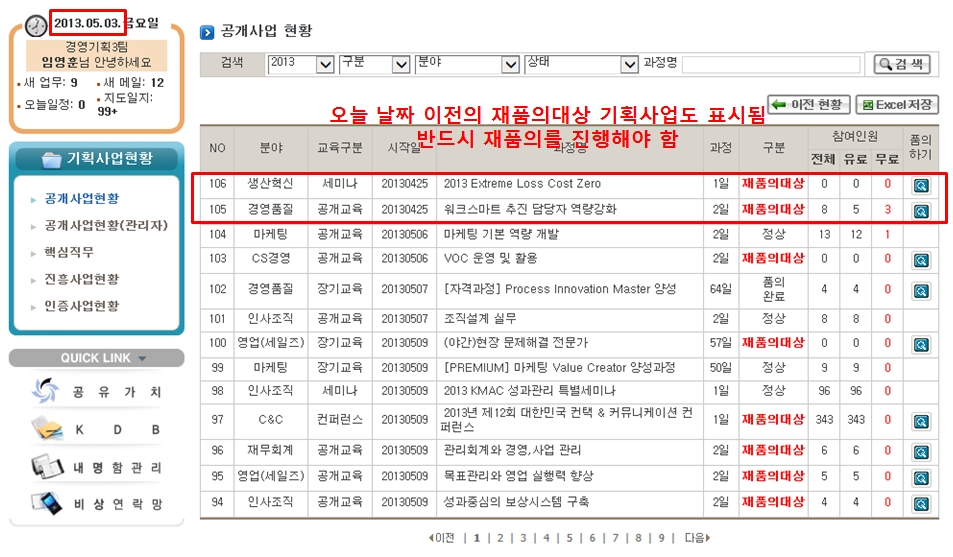 2013.05.03. 금요일
경영기획3팀
임영훈님 안녕하세요
새 업무: 9 새 메일: 12
오늘일정: 0 지도일지: 99+
기획사업현황
공개사업현황
공개사업현황(관리자)
핵심직무
진흥사업현황
인증사업현황
QUICK LINK
공유가치
K D B
내명함관리
비상연락망
공개사업 현황
검색 2013 구분 분야 상태 과정명 검색
오늘 날짜 이전의 재품의대상 기획사업도 표시됨
반드시 재품의를 진행해야 함
이전 현황 Excel 저장
NO 분야 교육구분 시작일 과정명 과정 구분 참여인원 품의하기
전체 유료 무료
106 생산혁신 세미나 20130425 2013 Extreme Loss Cost Zero 1일 재품의대상 0 0 0
105 경영품질 공개교육 20130425 워크스마트 추진 담당자 역량강화 2일 재품의대상 8 5 3
104 마케팅 공개교육 20130506 마케팅 기본 역량 개발 2일 정상 13 12 1
103 CS경영 공개교육 20130506 VOC 운영 및 활용 2일 재품의대상 0 0 0
102 경영품질 장기교육 20130507 [자격과정] Process Innovation Master 양성 64일 품의완료 4 4 0
101 인사조직 공개교육 20130507 조직설계 실무 2일 정상 8 8 0
100 영업(세일즈) 장기교육 20130509 (야간)현장 문제해결 전문가 57일 재품의대상 0 0 0
99 마케팅 장기교육 20130509 [PREMIUM] 마케팅 Value Creator 양성과정 50일 정상 9 9 0
98 인사조직 세미나 20130509 2013 KMAC 성과관리 특별세미나 1일 정상 96 96 0
97 C&C 컨퍼런스 20130509 2013년 제12회 대한민국 컨택 & 커뮤니케이션 컨퍼런스 1일 재품의대상 343 343 0
96 재무회계 공개교육 20130509 관리회계와 경영,사업 관리 2일 재품의대상 6 6 0
95 영업(세일즈) 공개교육 20130509 목표관리와 영업 실행력 향상 2일 재품의대상 5 5 0
94 인사조직 공개교육 20130509 성과중심의 보상시스템 구축 2일 재품의대상 4 4 0
이전 | 1 | 2 | 3 | 4 | 5 | 6 | 7 | 8 | 9 | 다음